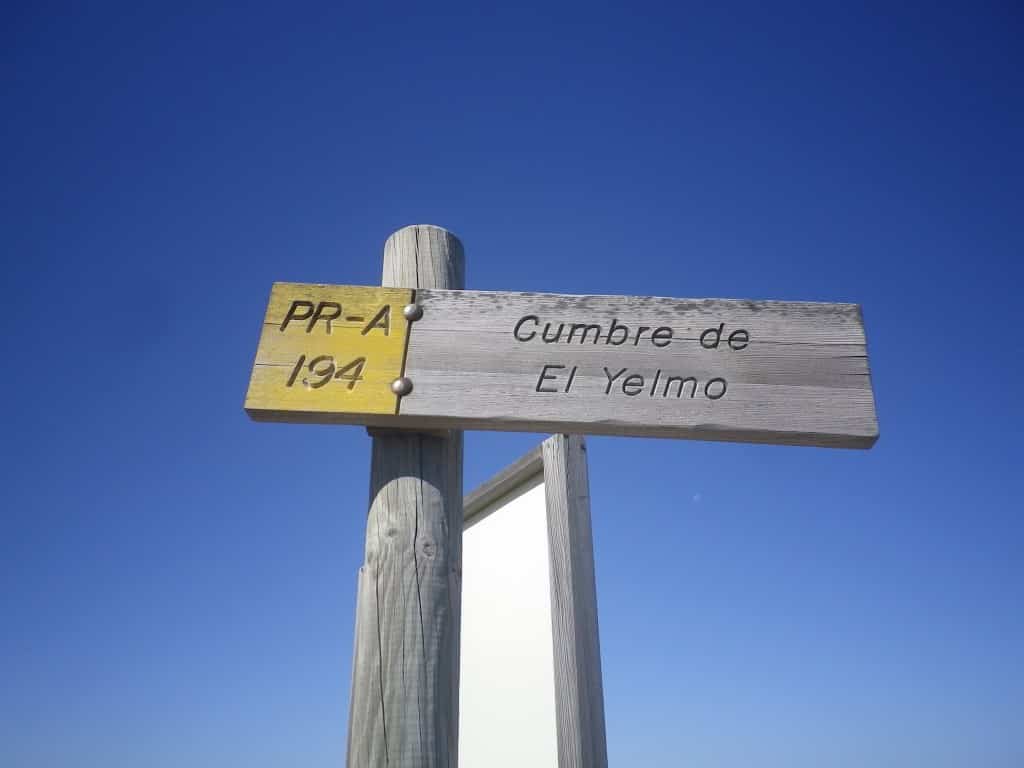 PR-A
194
Cumbre de
El Yelmo